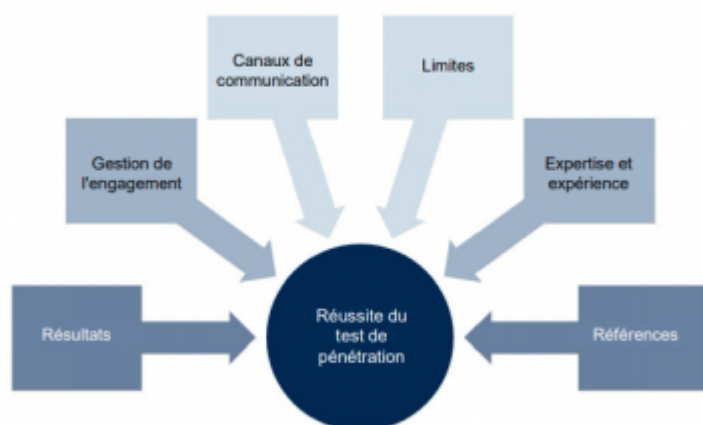 Canaux de
communication
Limites
Gestion de
l'engagement
Expertise et
expérience
Résultats
Réussite du
test de
pénétration
Références